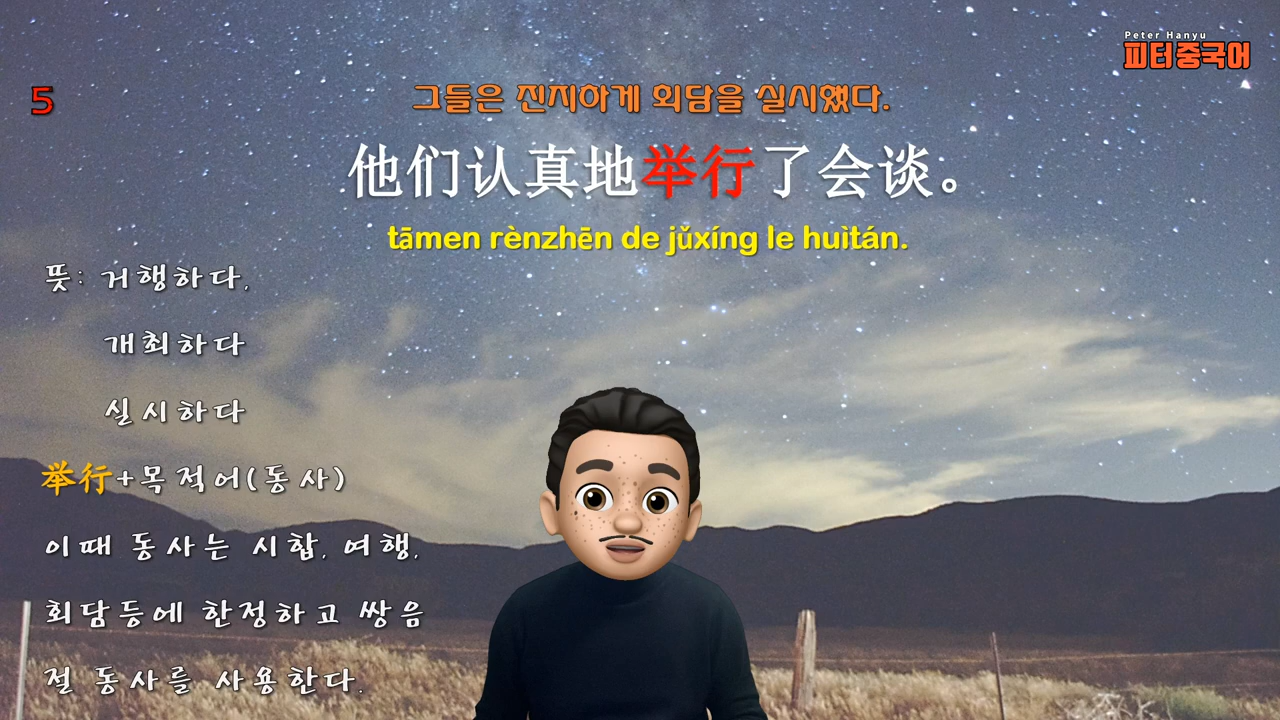 Peter Hanyu
피터중국어
5
그들은 진지하게 회담을 실시했다.
他们认真地举行了会谈。
tāmen rènzhēn de jǔxíng le huìtán.
뜻: 거행하다,
개최하다
실시하다
举行+목적어(동사)
이때 동사는 시합, 여행,
회담등에 한정하고 쌍음
절 동사를 사용한다.